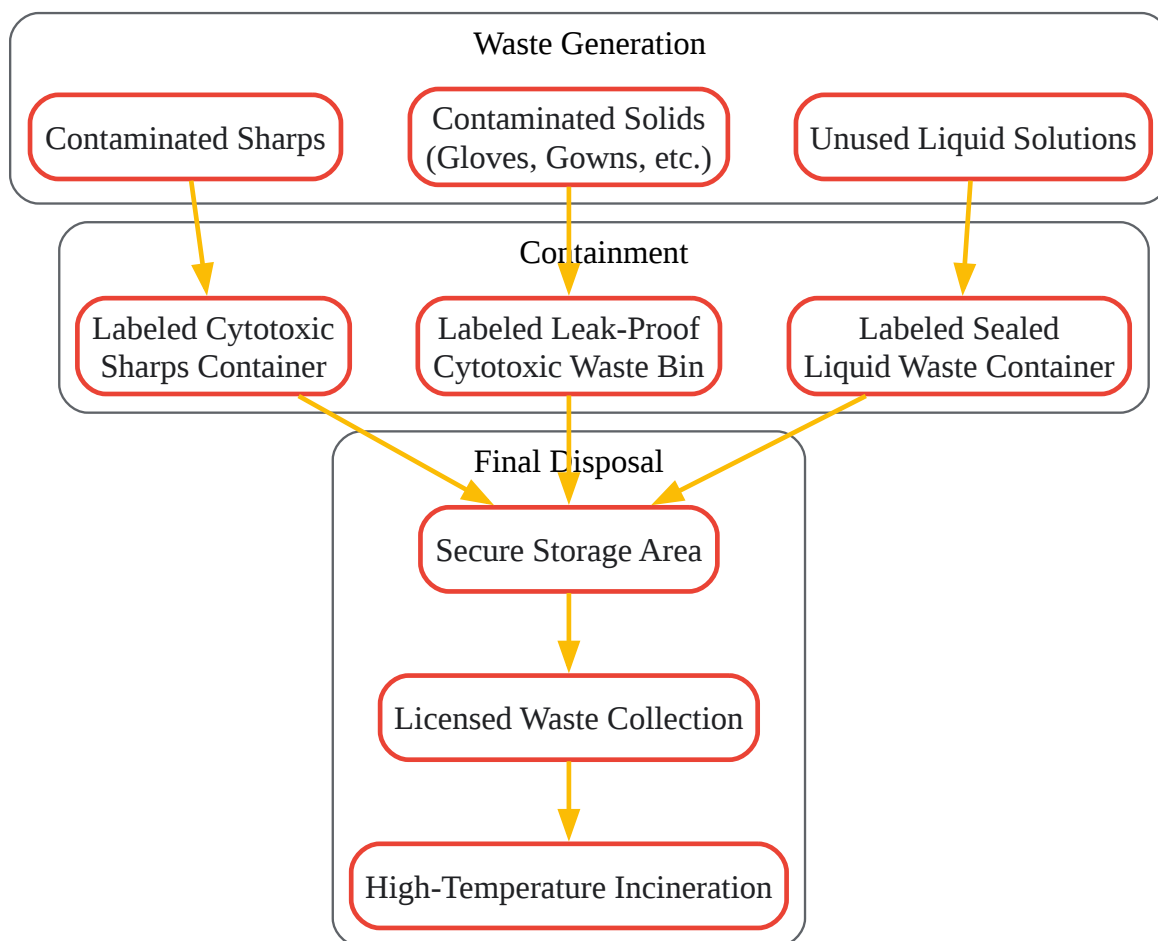 Waste Generation
Contaminated Sharps
Contaminated Solids
(Gloves, Gowns, etc.)
Unused Liquid Solutions
Containment
Labeled Cytotoxic
Sharps Container
Labeled Leak-Proof
Cytotoxic Waste Bin
Labeled Sealed
Liquid Waste Container
Final Disposal
Secure Storage Area
Licensed Waste Collection
High-Temperature Incineration